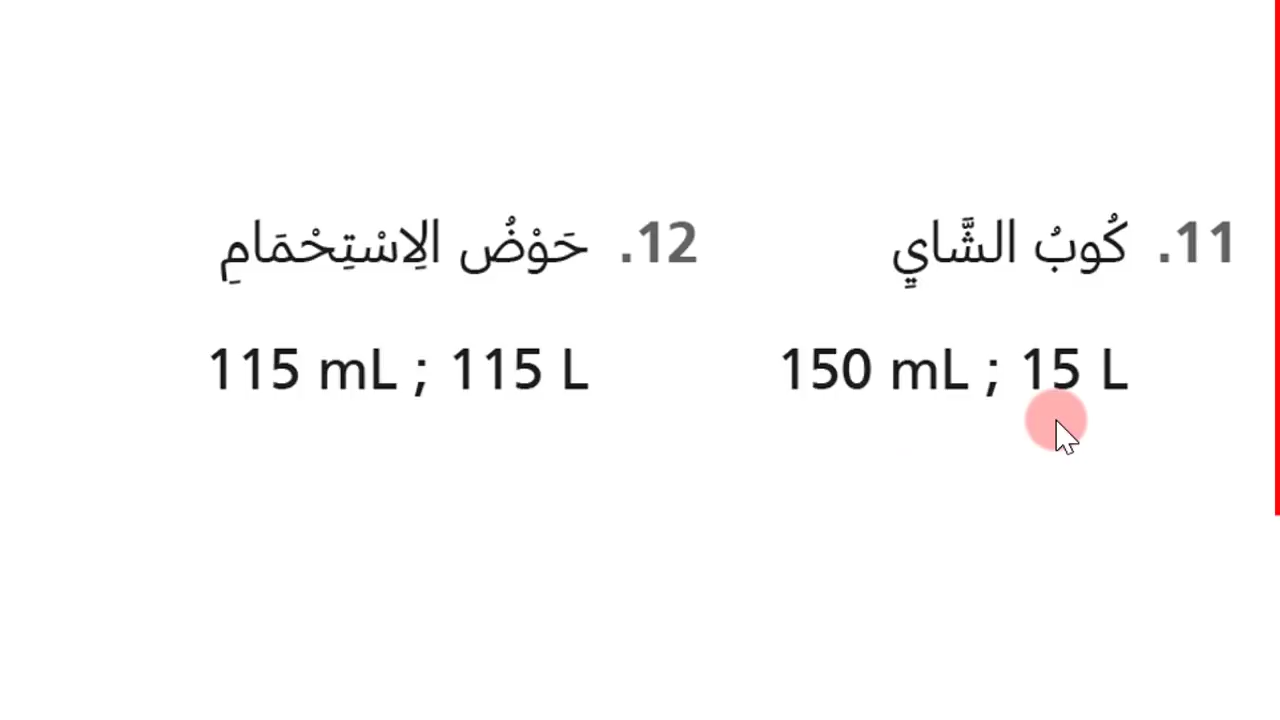 11. كُوبُ الشَّايِ
150 mL ; 15 L
12. حَوْضُ الِاسْتِحْمَامِ
115 mL ; 115 L